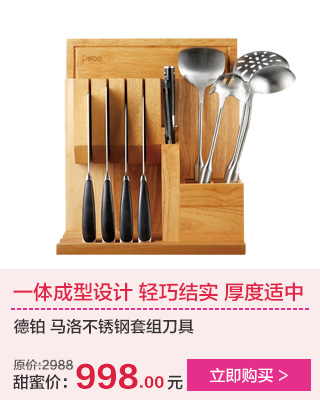 Debo
一体成型设计 轻巧结实 厚度适中
德铂 马洛不锈钢套组刀具
原价:2988
甜蜜价：998.00元
立即购买 >